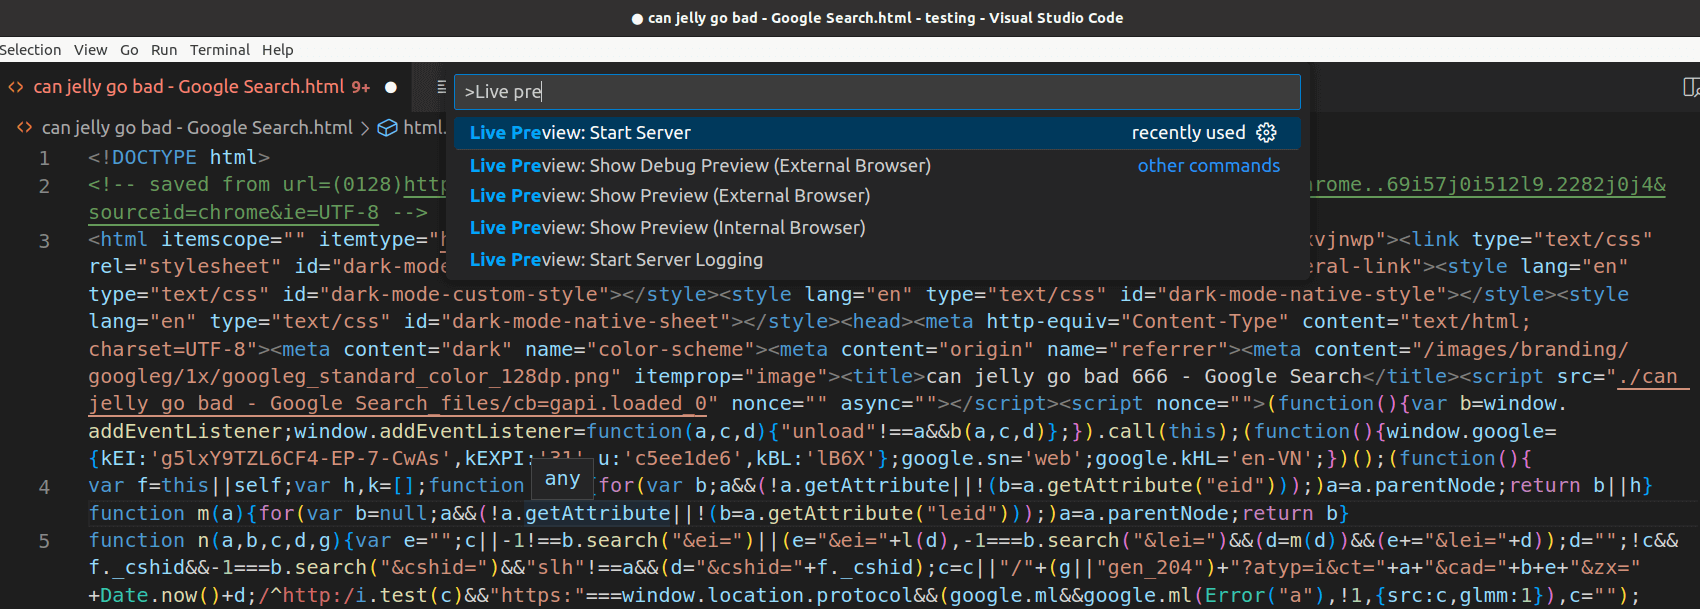 ● can jelly go bad - Google Search.html - testing - Visual Studio Code
Selection View Go Run Terminal Help
<> can jelly go bad - Google Search.html 9+ ●
>Live pre
<> can jelly go bad - Google Search.html > html.
Live Preview: Start Server recently used
Live Preview: Show Debug Preview (External Browser) other commands
Live Preview: Show Preview (External Browser)
Live Preview: Show Preview (Internal Browser)
Live Preview: Start Server Logging
1 <!DOCTYPE html>
2 <!-- saved from url=(0128)http rome..69i57j0i512l9.2282j0j4&
sourceid=chrome&ie=UTF-8 -->
3 <html itemscope="" itemtype="h xvjnwp"><link type="text/css"
rel="stylesheet" id="dark-mode eral-link"><style lang="en"
type="text/css" id="dark-mode-custom-style"></style><style lang="en" type="text/css" id="dark-mode-native-style"></style><style
lang="en" type="text/css" id="dark-mode-native-sheet"></style><head><meta http-equiv="Content-Type" content="text/html;
charset=UTF-8"><meta content="dark" name="color-scheme"><meta content="origin" name="referrer"><meta content="/images/branding/
googleg/1x/googleg_standard_color_128dp.png" itemprop="image"><title>can jelly go bad 666 - Google Search</title><script src="./can
jelly go bad - Google Search_files/cb=gapi.loaded_0" nonce="" async=""></script><script nonce="">(function(){var b=window.
addEventListener;window.addEventListener=function(a,c,d){"unload"!==a&&b(a,c,d)};}).call(this);(function(){window.google=
{kEI:'g5lxY9TZL6CF4-EP-7-CwAs',kEXPI:'31',u:'c5ee1de6',kBL:'lB6X'};google.sn='web';google.kHL='en-VN';})();(function(){
any
4 var f=this||self;var h,k=[];function {for(var b;a&&(!a.getAttribute||!(b=a.getAttribute("eid")));)a=a.parentNode;return b||h}
function m(a){for(var b=null;a&&(!a.getAttribute||!(b=a.getAttribute("leid")));)a=a.parentNode;return b}
5 function n(a,b,c,d,g){var e="";c||-1!==b.search("&ei=")||(e="&ei="+l(d),-1===b.search("&lei=")&&(d=m(d))&&(e+="&lei="+d));d="";!c&&
f._cshid&&-1===b.search("&cshid=")&&"slh"!==a&&(d="&cshid="+f._cshid);c=c||"/"+(g||"gen_204")+"?atyp=i&ct="+a+"&cad="+b+e+"&zx="
+Date.now()+d;/^http:/i.test(c)&&"https:"===window.location.protocol&&(google.ml&&google.ml(Error("a"),!1,{src:c,glmm:1}),c="");